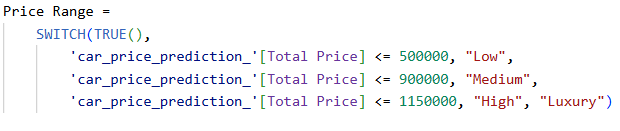 Price Range =
SWITCH(TRUE(),
'car_price_prediction_'[Total Price] <= 500000, "Low",
'car_price_prediction_'[Total Price] <= 900000, "Medium",
'car_price_prediction_'[Total Price] <= 1150000, "High", "Luxury")